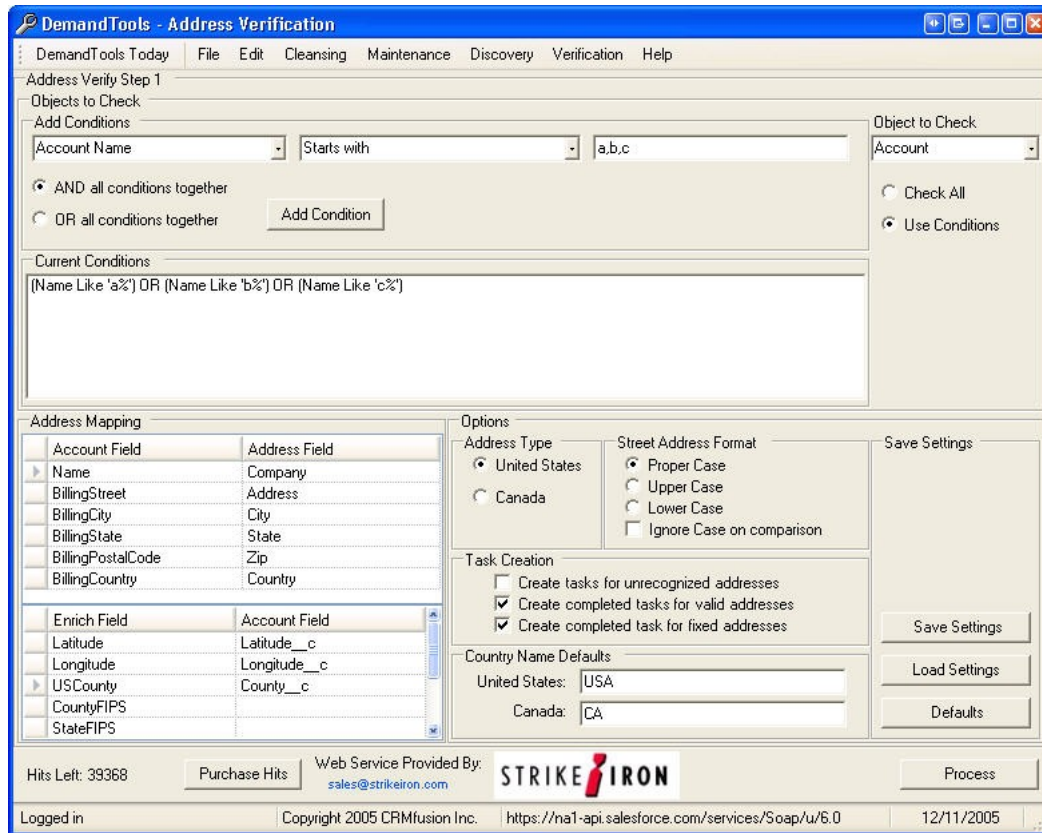 DemandTools - Address Verification
DemandTools Today File Edit Cleansing Maintenance Discovery Verification Help
Address Verify Step 1
Objects to Check
Add Conditions
Account Name Starts with a,b,c
AND all conditions together
OR all conditions together
Add Condition
Object to Check
Account
Check All
Use Conditions
Current Conditions
(Name Like 'a%') OR (Name Like 'b%') OR (Name Like 'c%')
Address Mapping
Account Field Address Field
Name Company
BillingStreet Address
BillingCity City
BillingState State
BillingPostalCode Zip
BillingCountry Country
Enrich Field Account Field
Latitude Latitude__c
Longitude Longitude__c
USCounty County__c
CountyFIPS
StateFIPS
Options
Address Type
United States
Canada
Street Address Format
Proper Case
Upper Case
Lower Case
Ignore Case on comparison
Task Creation
Create tasks for unrecognized addresses
Create completed tasks for valid addresses
Create completed task for fixed addresses
Country Name Defaults
United States: USA
Canada: CA
Save Settings
Save Settings
Load Settings
Defaults
Hits Left: 39368
Purchase Hits
Web Service Provided By:
sales@strikeiron.com
STRIKE IRON
Process
Logged in Copyright 2005 CRMfusion Inc. https://na1-api.salesforce.com/services/Soap/u/6.0 12/11/2005